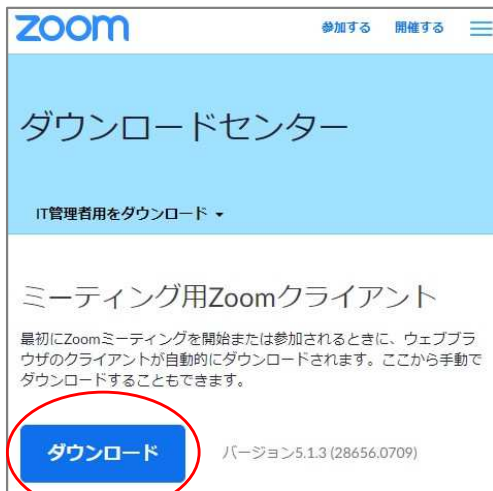 zoom 参加する 開催する
ダウンロードセンター
IT管理者用をダウンロード
ミーティング用Zoomクライアント
最初にZoomミーティングを開始または参加されるときに、ウェブブラ
ウザのクライアントが自動的にダウンロードされます。ここから手動で
ダウンロードすることもできます。
ダウンロード バージョン5.1.3 (28656.0709)